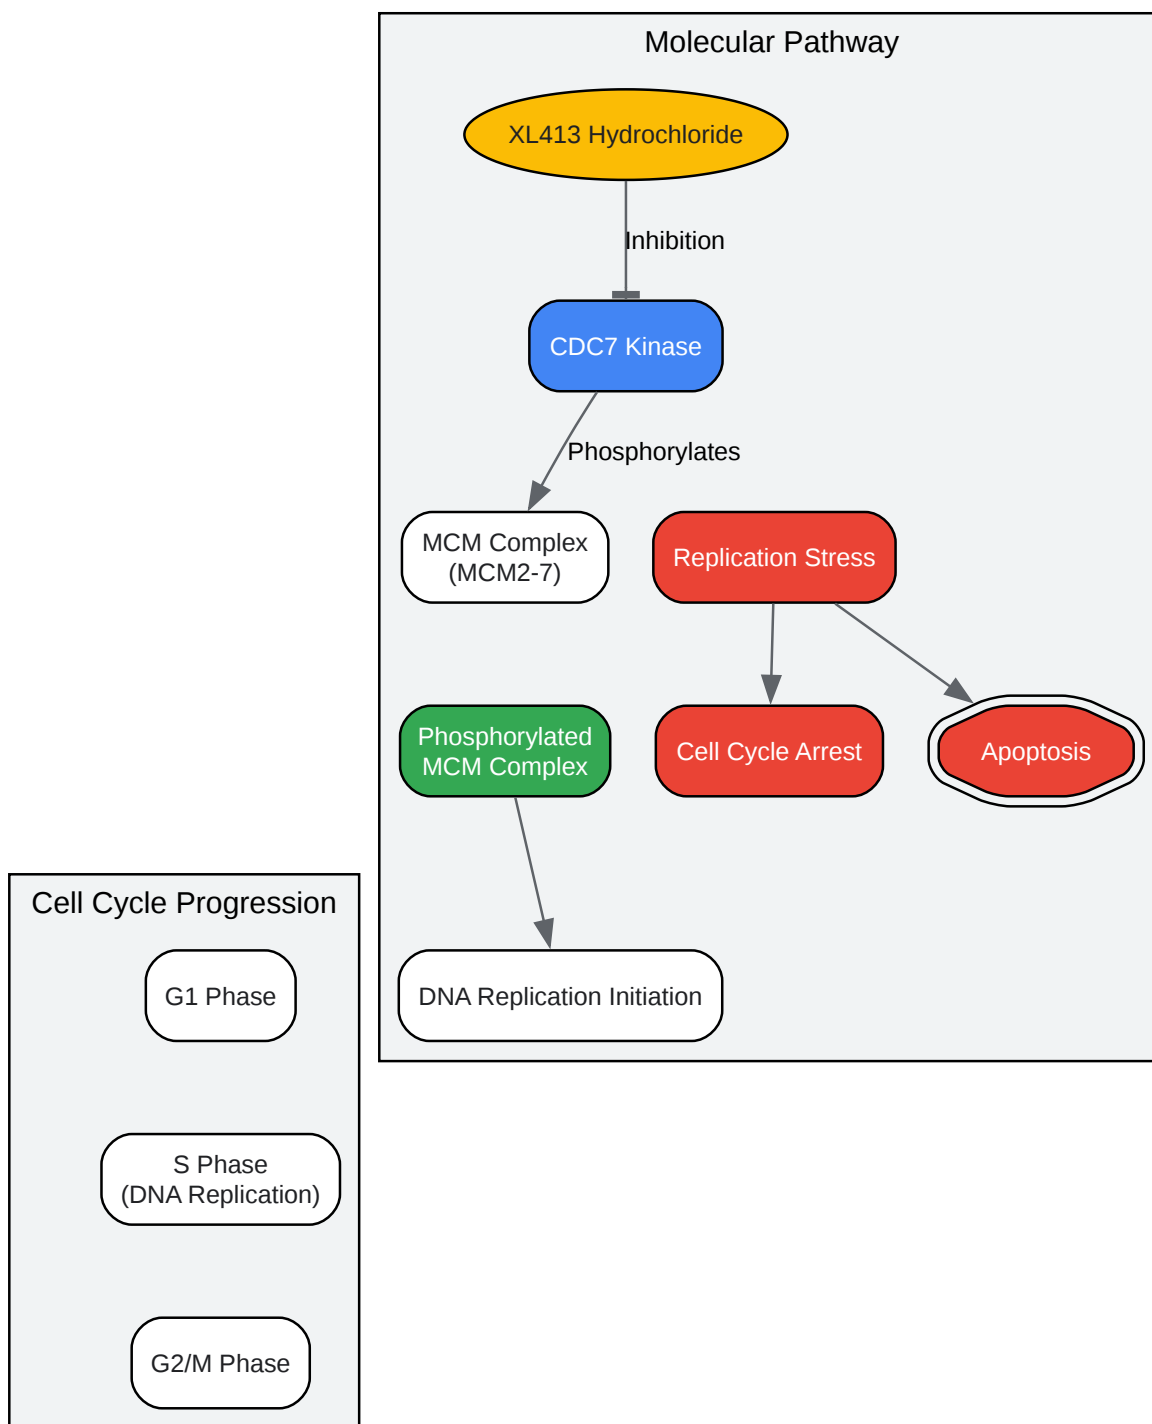 Molecular Pathway
XL413 Hydrochloride
Inhibition
CDC7 Kinase
Phosphorylates
MCM Complex
(MCM2-7)
Replication Stress
Phosphorylated
MCM Complex
Cell Cycle Arrest
Apoptosis
DNA Replication Initiation
Cell Cycle Progression
G1 Phase
S Phase
(DNA Replication)
G2/M Phase